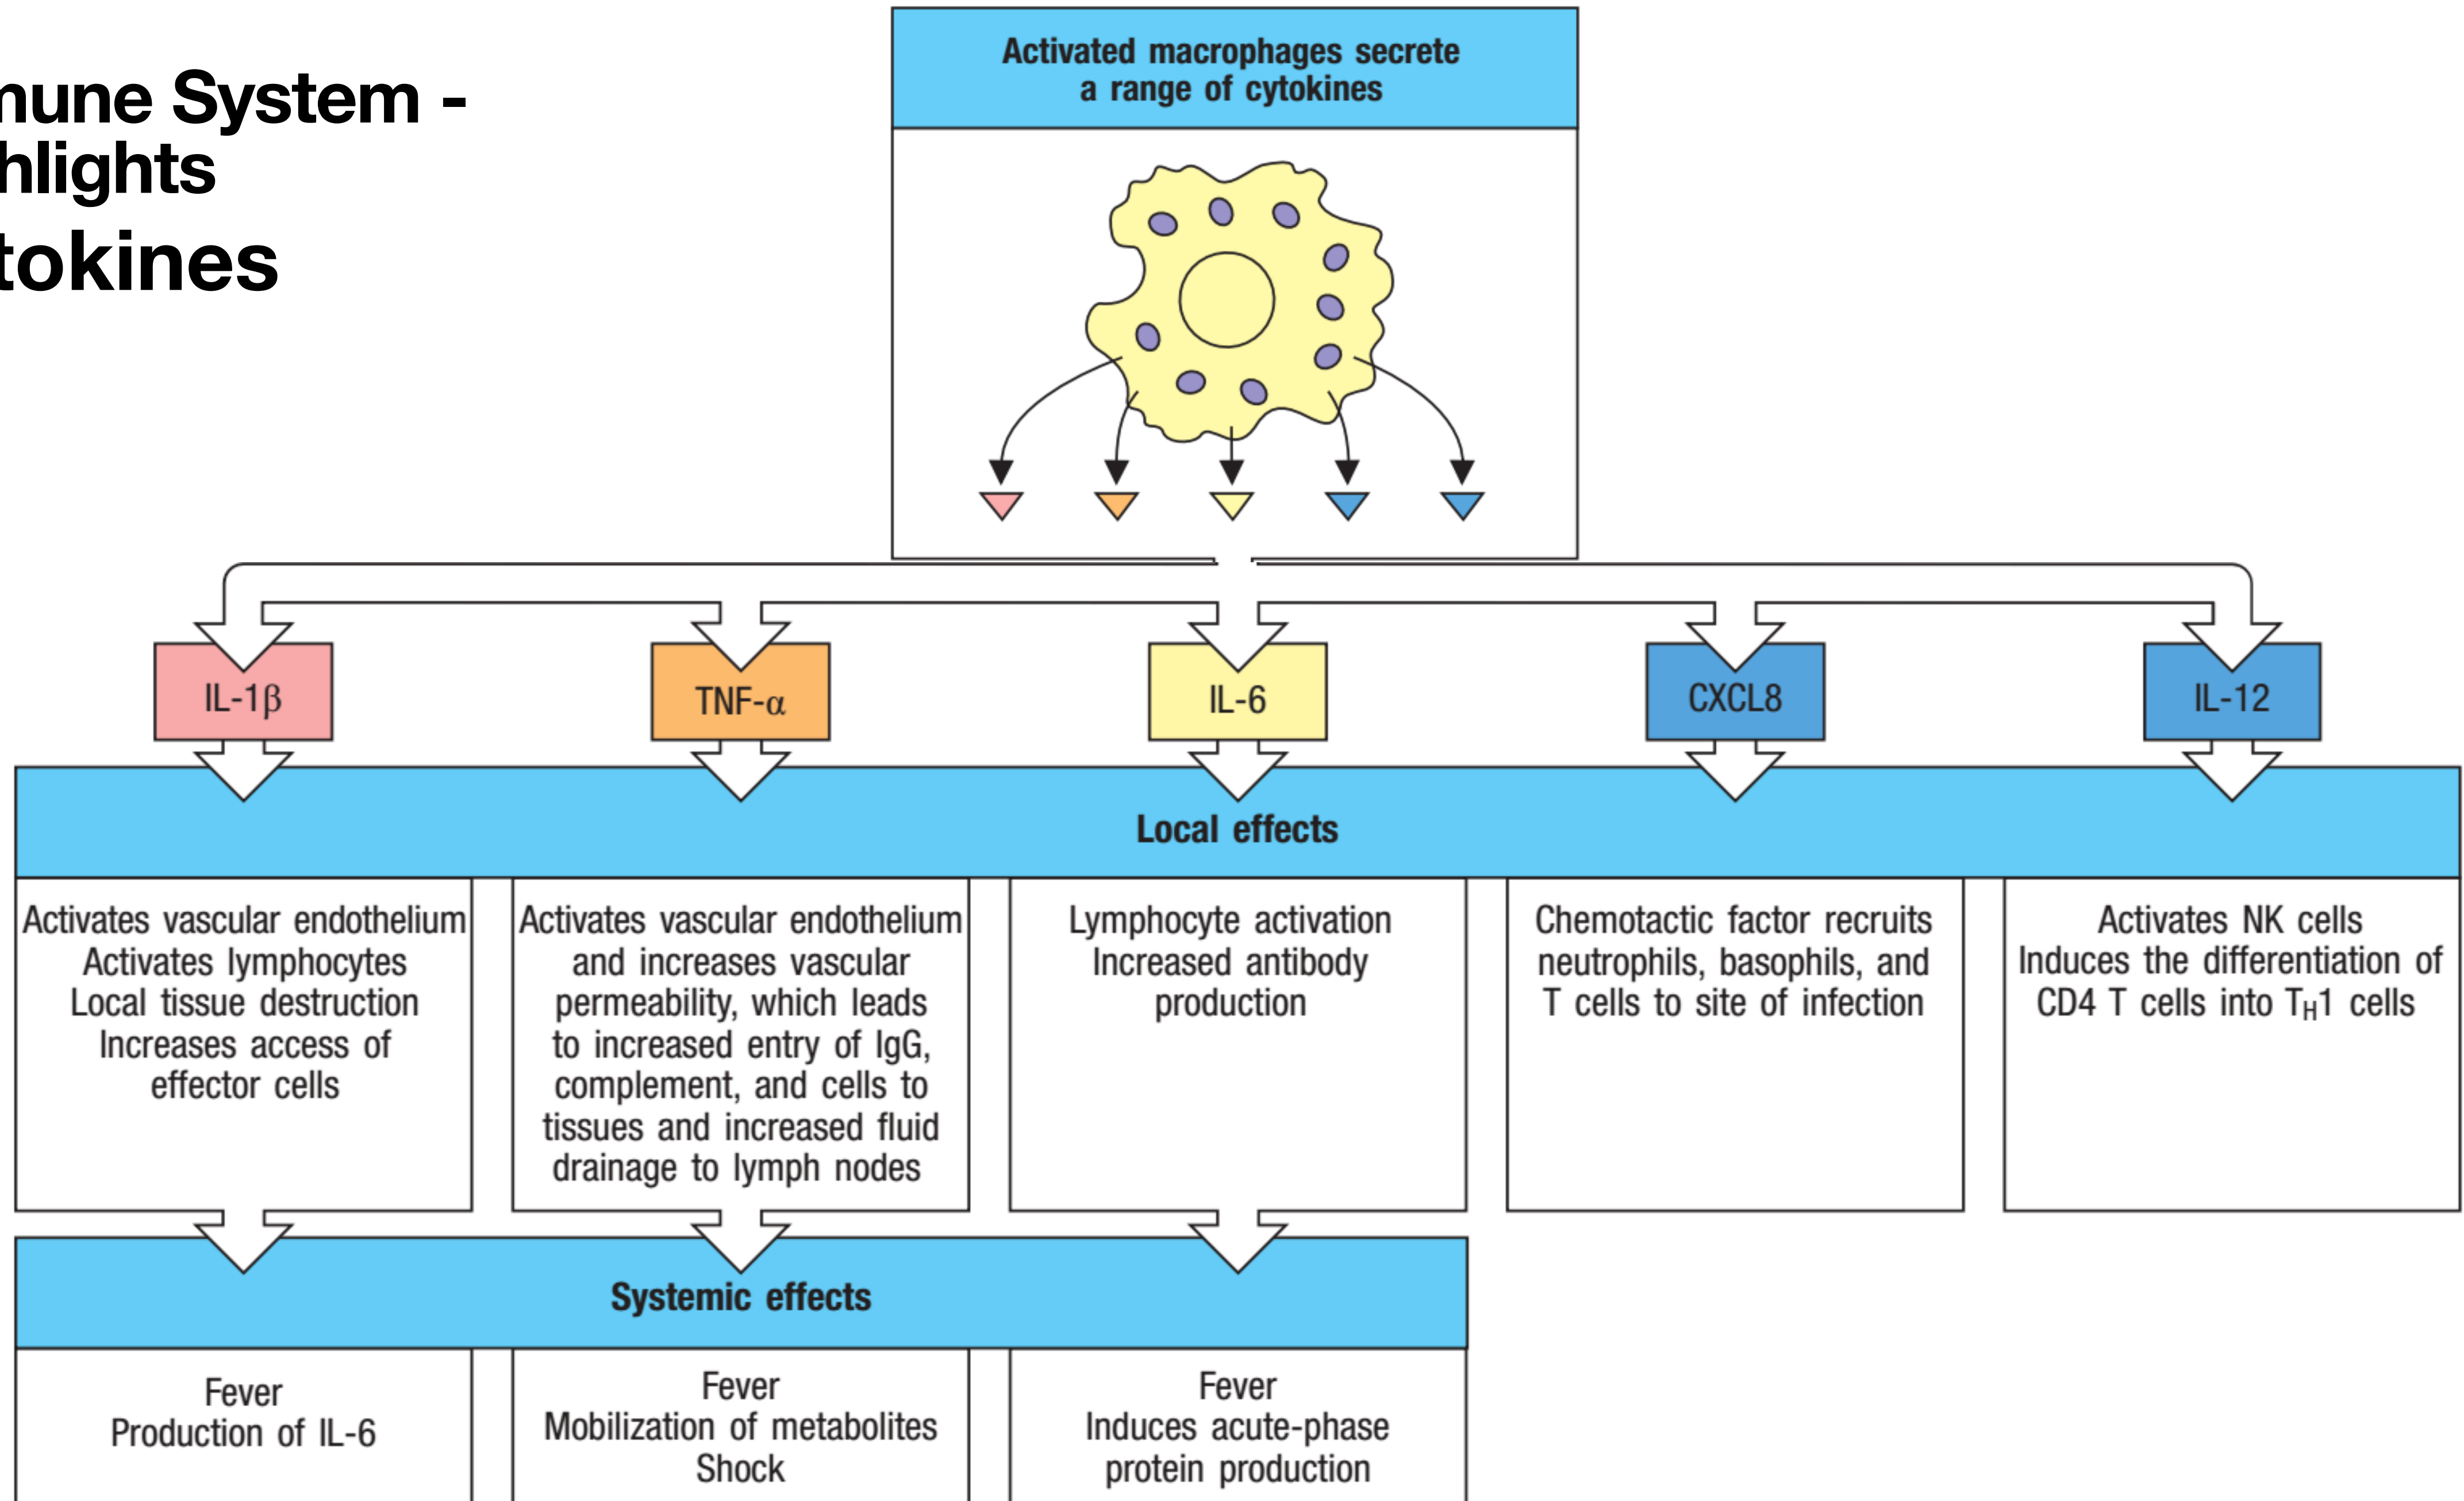 mune System -
hlights
tokines
Activated macrophages secrete
a range of cytokines
IL-1β
TNF-α
IL-6
CXCL8
IL-12
Local effects
Activates vascular endothelium
Activates lymphocytes
Local tissue destruction
Increases access of
effector cells
Activates vascular endothelium
and increases vascular
permeability, which leads
to increased entry of IgG,
complement, and cells to
tissues and increased fluid
drainage to lymph nodes
Lymphocyte activation
Increased antibody
production
Chemotactic factor recruits
neutrophils, basophils, and
T cells to site of infection
Activates NK cells
Induces the differentiation of
CD4 T cells into TH1 cells
Systemic effects
Fever
Production of IL-6
Fever
Mobilization of metabolites
Shock
Fever
Induces acute-phase
protein production